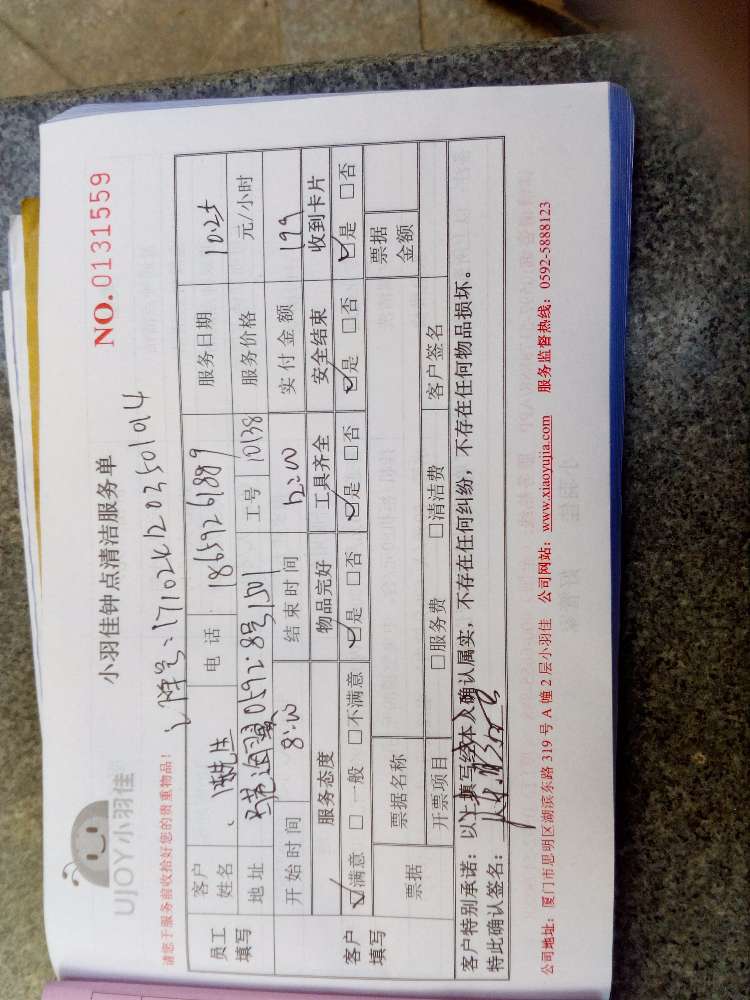 UJOY小羽佳
小羽佳钟点清洁服务单
NO.0131559
请您于服务前收拾好您的贵重物品!
1710241203501014
员工填写
客户姓名 陈先生 电话 18659261889 服务日期 10.25
地址 0592·8号1501 工号 10138 服务价格 元/小时
开始时间 8:00 结束时间 12:00 实付金额 199
客户填写
服务态度 物品完好 工具齐全 安全结束 收到卡片
☑满意 □一般 □不满意 ☑是 □否 ☑是 □否 ☑是 □否 ☑是 □否
票据 票据名称 票据金额
开票项目 □服务费 □清洁费 客户签名
客户特别承诺:以上填写经本人确认属实,不存在任何纠纷,不存在任何物品损坏。
特此确认签名:
公司地址:厦门市思明区湖滨东路 319 号 A 幢 2 层小羽佳 公司网站:www.xiaoyujia.com 服务监督热线:0592-5888123